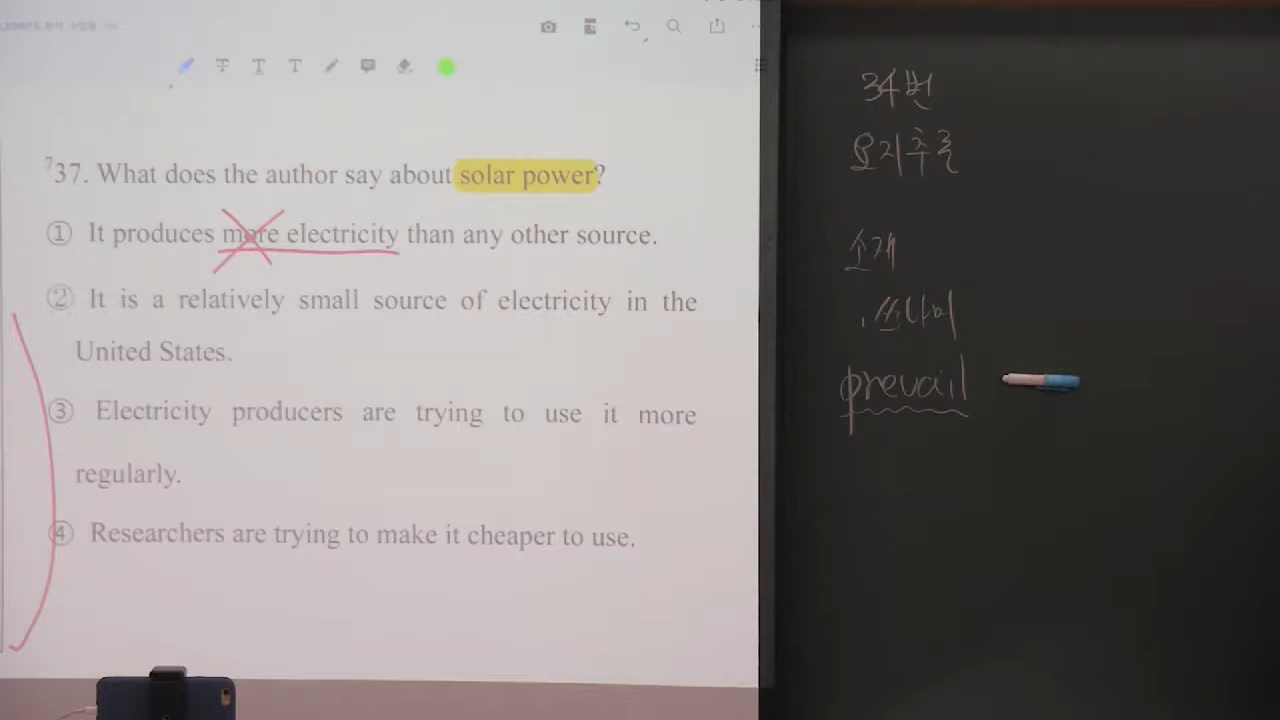 ⁷37. What does the author say about solar power?
① It produces more electricity than any other source.
② It is a relatively small source of electricity in the
United States.
③ Electricity producers are trying to use it more
regularly.
④ Researchers are trying to make it cheaper to use.
34번
요지추론
소개
prevail